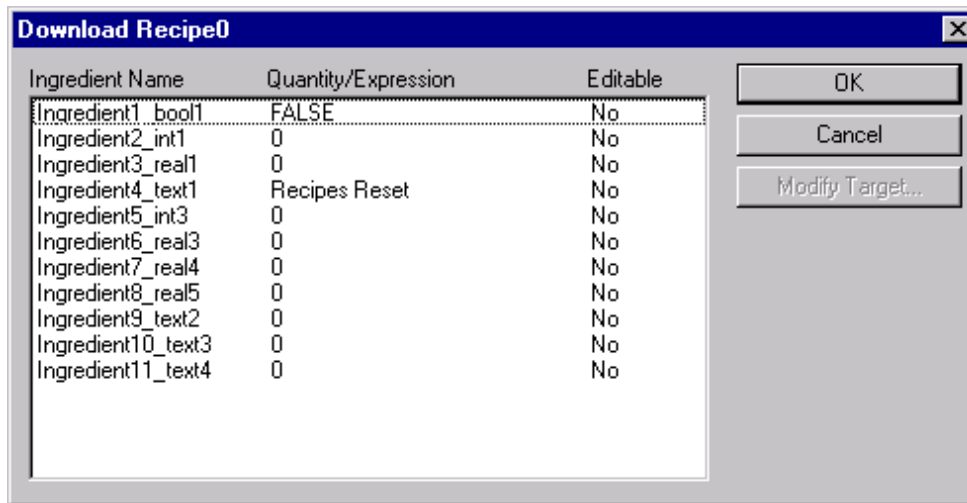 Download Recipe0
Ingredient Name Quantity/Expression Editable
Ingredient1_bool1 FALSE No
Ingredient2_int1 0 No
Ingredient3_real1 0 No
Ingredient4_text1 Recipes Reset No
Ingredient5_int3 0 No
Ingredient6_real3 0 No
Ingredient7_real4 0 No
Ingredient8_real5 0 No
Ingredient9_text2 0 No
Ingredient10_text3 0 No
Ingredient11_text4 0 No
OK
Cancel
Modify Target...